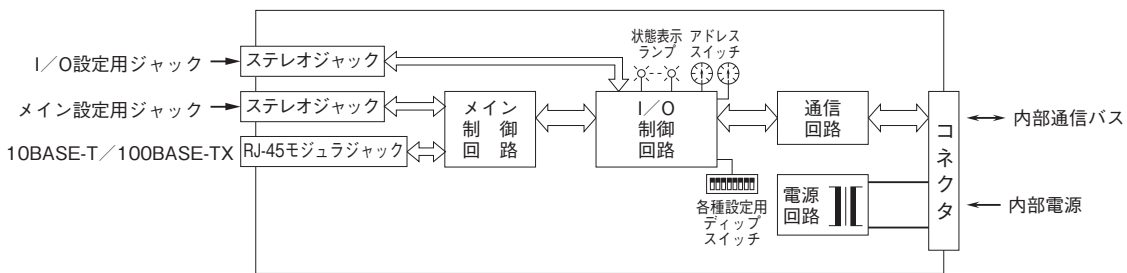 状態表示
ランプ
アドレス
スイッチ
I／O設定用ジャック
ステレオジャック
メイン設定用ジャック
ステレオジャック
メイン
制御
回路
I／O
制御
回路
通信
回路
コネクタ
内部通信バス
10BASE-T／100BASE-TX
RJ-45モジュラジャック
各種設定用
ディップ
スイッチ
電源
回路
内部電源